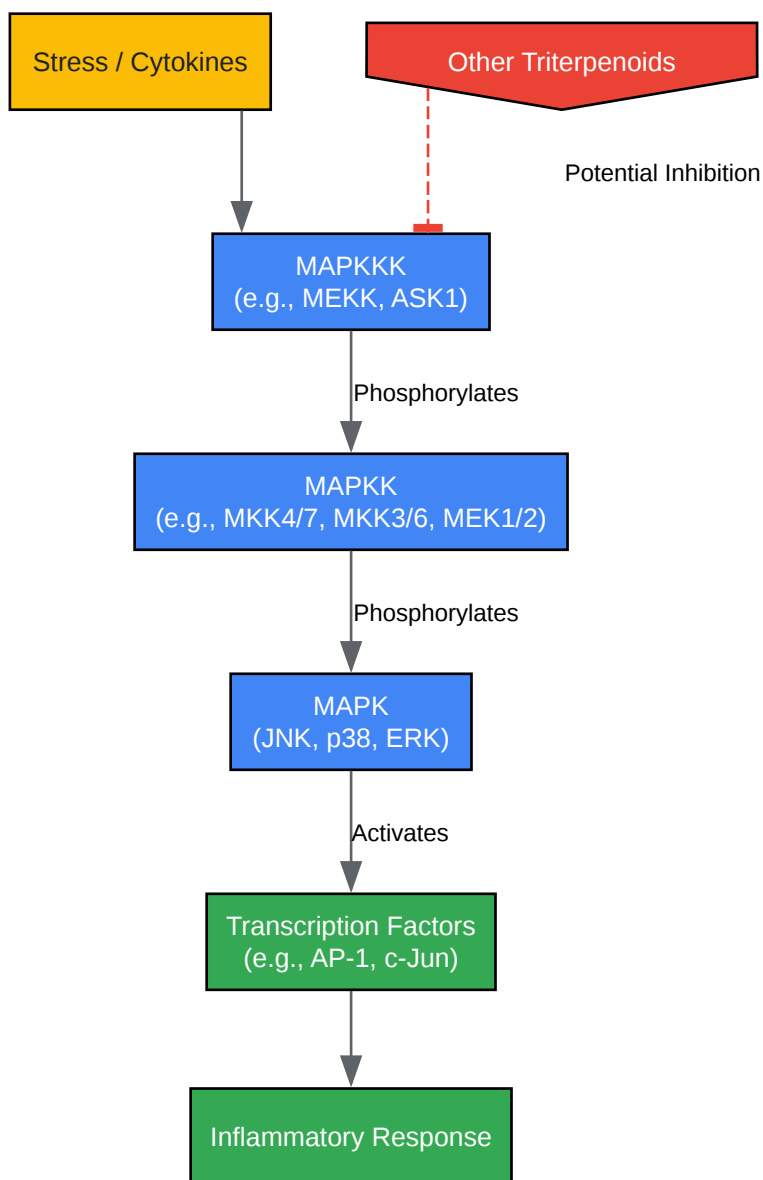 Stress / Cytokines
Other Triterpenoids
Potential Inhibition
MAPKKK
(e.g., MEKK, ASK1)
Phosphorylates
MAPKK
(e.g., MKK4/7, MKK3/6, MEK1/2)
Phosphorylates
MAPK
(JNK, p38, ERK)
Activates
Transcription Factors
(e.g., AP-1, c-Jun)
Inflammatory Response